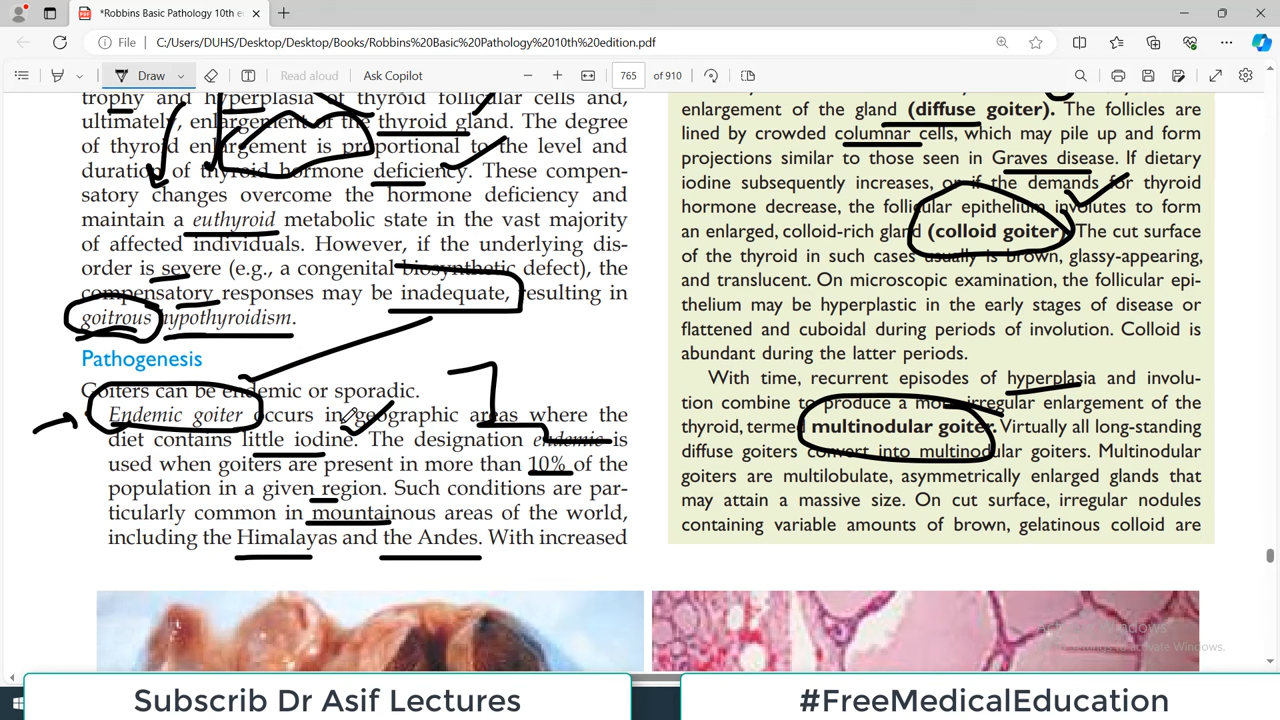 *Robbins Basic Pathology 10th e
File
C:/Users/DUHS/Desktop/Desktop/Books/Robbins%20Basic%20Pathology%2010th%20edition.pdf
Draw
Read aloud
Ask Copilot
765 of 910
trophy and hyperplasia of thyroid follicular cells and,
ultimately, enlargement of the thyroid gland. The degree
of thyroid enlargement is proportional to the level and
duration of thyroid hormone deficiency. These compen-
satory changes overcome the hormone deficiency and
maintain a euthyroid metabolic state in the vast majority
of affected individuals. However, if the underlying dis-
order is severe (e.g., a congenital biosynthetic defect), the
compensatory responses may be inadequate, resulting in
goitrous hypothyroidism.
Pathogenesis
Goiters can be endemic or sporadic.
Endemic goiter occurs in geographic areas where the
diet contains little iodine. The designation endemic is
used when goiters are present in more than 10% of the
population in a given region. Such conditions are par-
ticularly common in mountainous areas of the world,
including the Himalayas and the Andes. With increased
enlargement of the gland (diffuse goiter). The follicles are
lined by crowded columnar cells, which may pile up and form
projections similar to those seen in Graves disease. If dietary
iodine subsequently increases, or if the demands for thyroid
hormone decrease, the follicular epithelium involutes to form
an enlarged, colloid-rich gland (colloid goiter). The cut surface
of the thyroid in such cases usually is brown, glassy-appearing,
and translucent. On microscopic examination, the follicular epi-
thelium may be hyperplastic in the early stages of disease or
flattened and cuboidal during periods of involution. Colloid is
abundant during the latter periods.
With time, recurrent episodes of hyperplasia and involu-
tion combine to produce a more irregular enlargement of the
thyroid, termed multinodular goiter. Virtually all long-standing
diffuse goiters convert into multinodular goiters. Multinodular
goiters are multilobulate, asymmetrically enlarged glands that
may attain a massive size. On cut surface, irregular nodules
containing variable amounts of brown, gelatinous colloid are
Subscrib Dr Asif Lectures
#FreeMedicalEducation